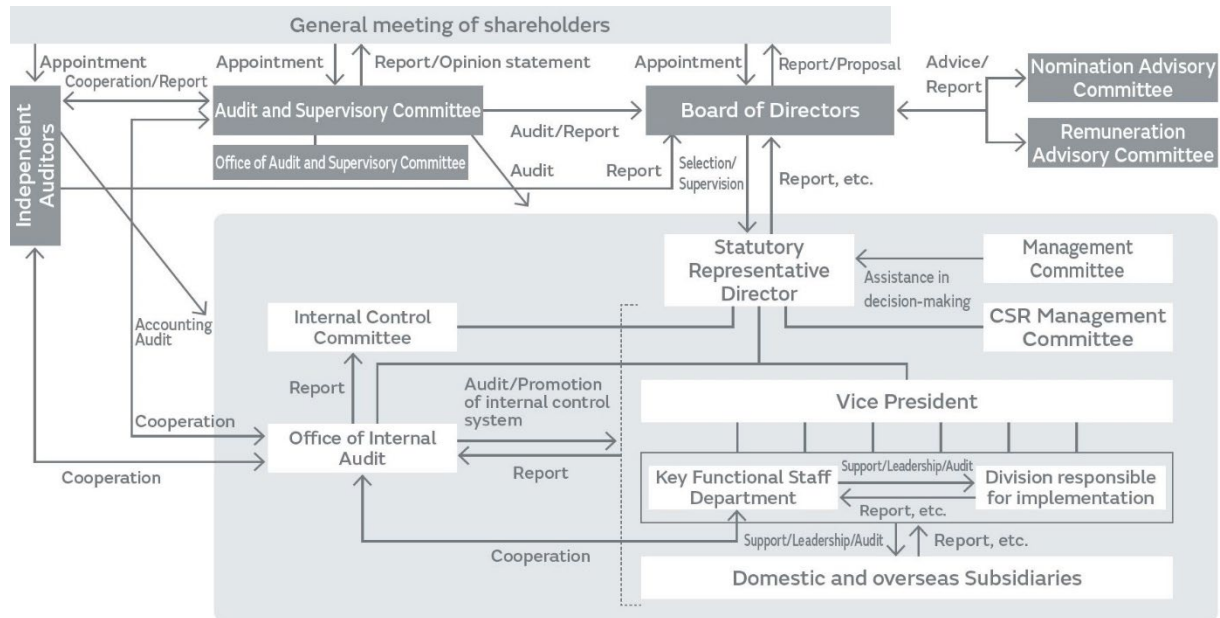 General meeting of shareholders
Appointment
Appointment
Report/Opinion statement
Appointment
Report/Proposal
Advice/
Report
Cooperation/Report
Nomination Advisory
Committee
Independent
Auditors
Audit and Supervisory Committee
Board of Directors
Audit/Report
Remuneration
Advisory Committee
Office of Audit and Supervisory Committee
Audit
Report
Selection/
Supervision
Report, etc.
Statutory
Representative
Director
Management
Committee
Assistance in
decision-making
Accounting
Audit
Internal Control
Committee
CSR Management
Committee
Report
Audit/Promotion
of internal control
system
Vice President
Cooperation
Office of Internal
Audit
Report
Cooperation
Key Functional Staff
Department
Support/Leadership/Audit
Report, etc.
Division responsible
for implementation
Cooperation
Support/Leadership/Audit
Report, etc.
Domestic and overseas Subsidiaries